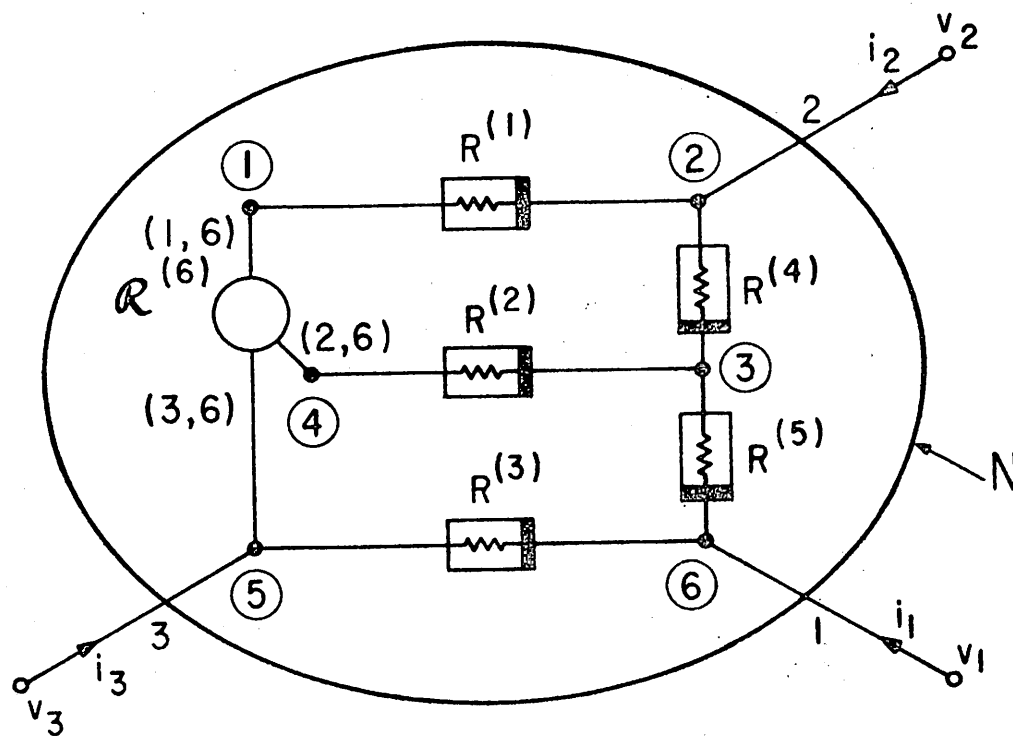 v₂
i₂
2
R⁽¹⁾
① ②
(1,6)
ℛ⁽⁶⁾
R⁽⁴⁾
R⁽²⁾
(2,6)
③
(3,6)
④
R⁽⁵⁾
R⁽³⁾
N
⑤ ⑥
3 i₃
1 i₁
v₃ v₁